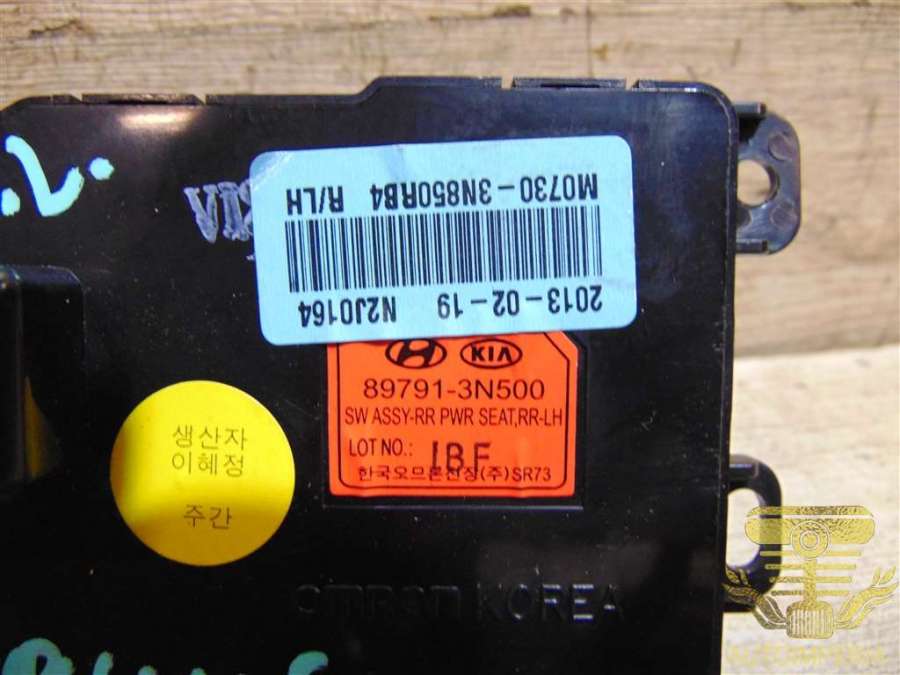 M0730-3N850RB4 R/LH
2013-02-19 N2J0164
KIA
89791-3N500
SW ASSY-RR PWR SEAT,RR-LH
LOT NO.: IBF
한국오므론전장(주) SR73
생산자
이혜정
주간
omron KOREA